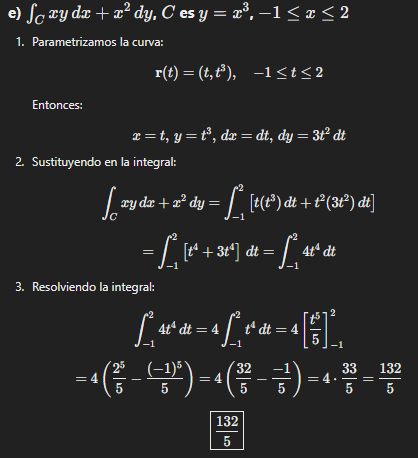 e) ∫_C xy dx + x² dy, C es y = x³, −1 ≤ x ≤ 2
1. Parametrizamos la curva:
r(t) = (t, t³), −1 ≤ t ≤ 2
Entonces:
x = t, y = t³, dx = dt, dy = 3t² dt
2. Sustituyendo en la integral:
∫_C xy dx + x² dy = ∫_{−1}^{2} [t(t³) dt + t²(3t²) dt]
= ∫_{−1}^{2} [t⁴ + 3t⁴] dt = ∫_{−1}^{2} 4t⁴ dt
3. Resolviendo la integral:
∫_{−1}^{2} 4t⁴ dt = 4 ∫_{−1}^{2} t⁴ dt = 4 [t⁵/5]_{−1}^{2}
= 4 (2⁵/5 − (−1)⁵/5) = 4 (32/5 − −1/5) = 4 · 33/5 = 132/5
132/5